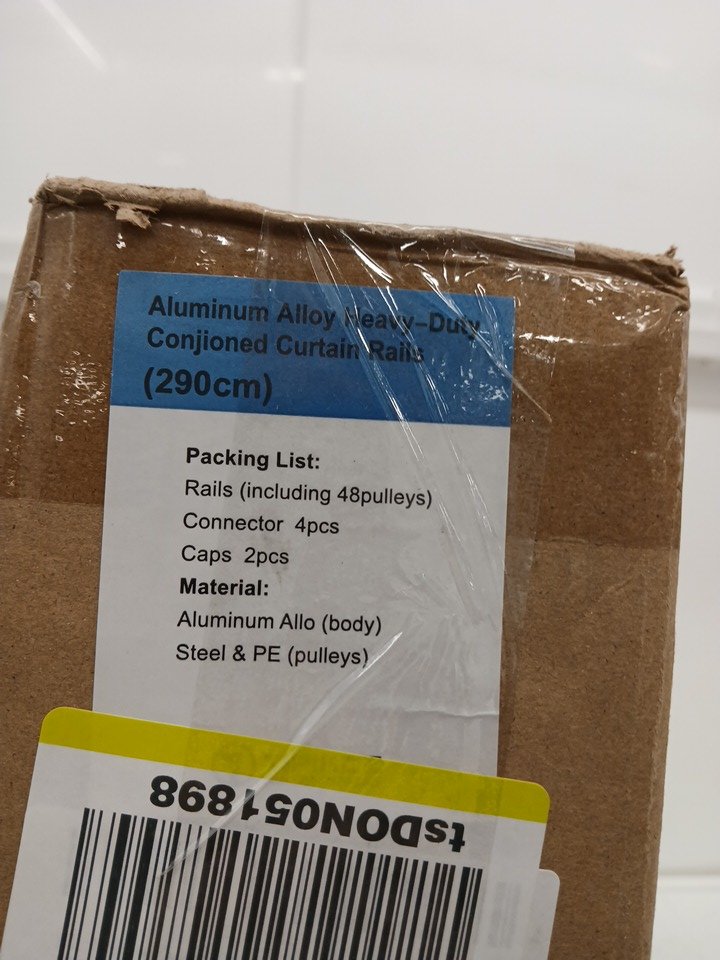 Aluminum Alloy Heavy-Duty
Conjioned Curtain Rails
(290cm)
Packing List:
Rails (including 48pulleys)
Connector 4pcs
Caps 2pcs
Material:
Aluminum Allo (body)
Steel & PE (pulleys)
tsDON051898